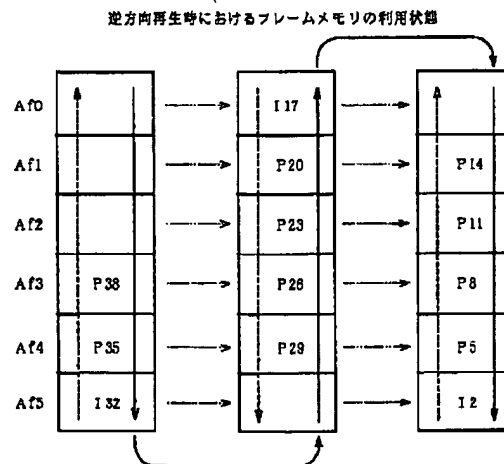 逆方向再生時におけるフレームメモリの利用状態
Af0 I17
Af1 P20 P14
Af2 P23 P11
Af3 P38 P26 P8
Af4 P35 P29 P5
Af5 I32 I2